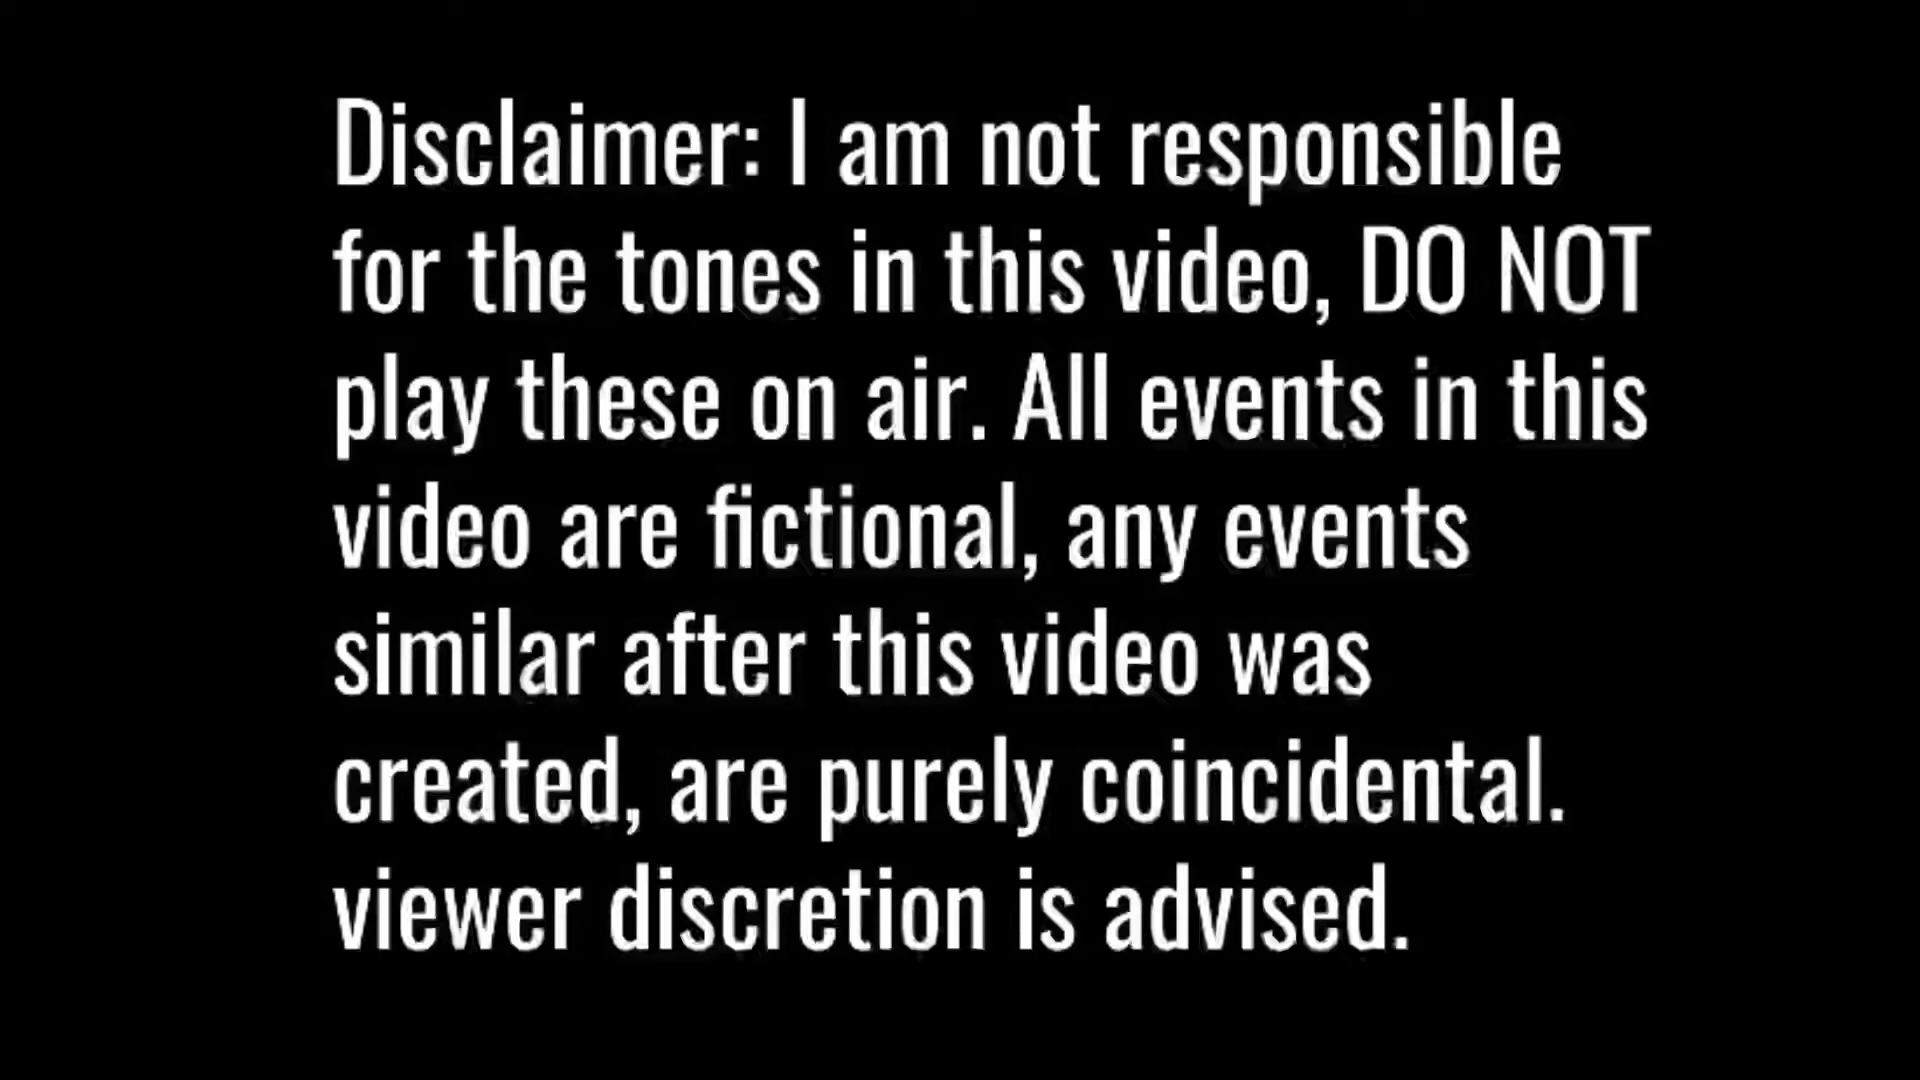 Disclaimer: I am not responsible
for the tones in this video, DO NOT
play these on air. All events in this
video are fictional, any events
similar after this video was
created, are purely coincidental.
viewer discretion is advised.